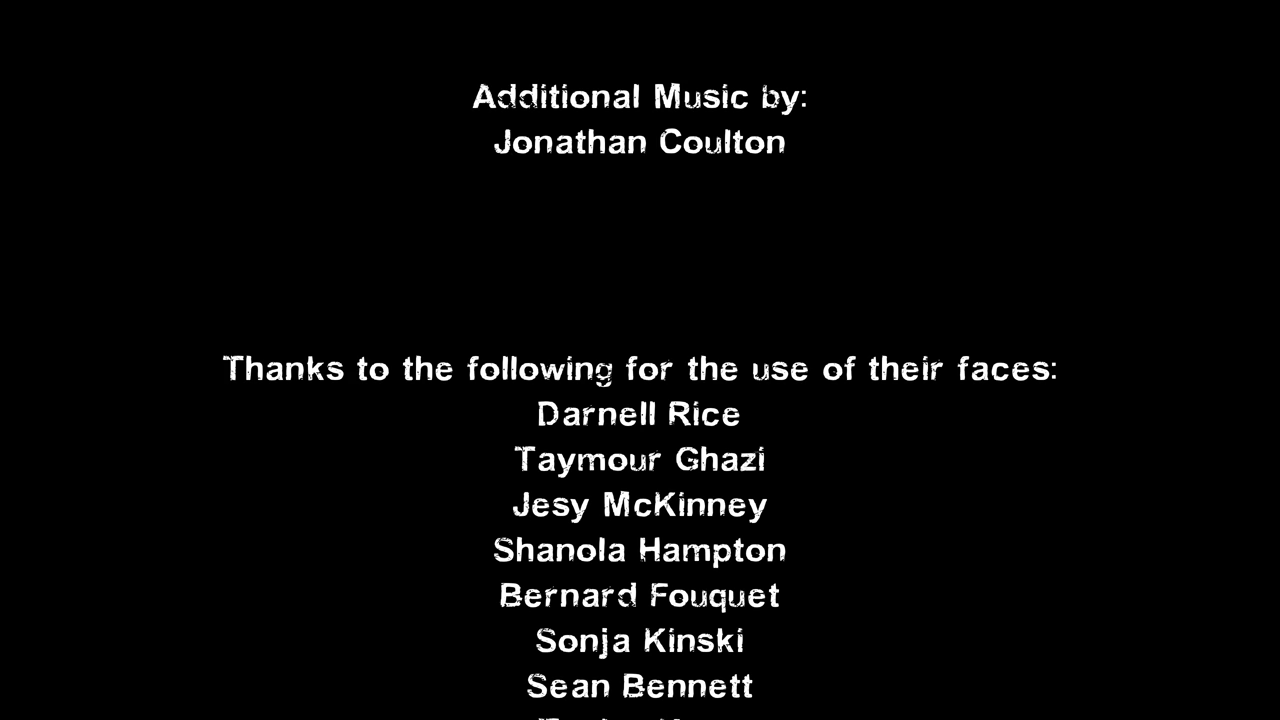 Additional Music by:
Jonathan Coulton
Thanks to the following for the use of their faces:
Darnell Rice
Taymour Ghazi
Jesy McKinney
Shanola Hampton
Bernard Fouquet
Sonja Kinski
Sean Bennett